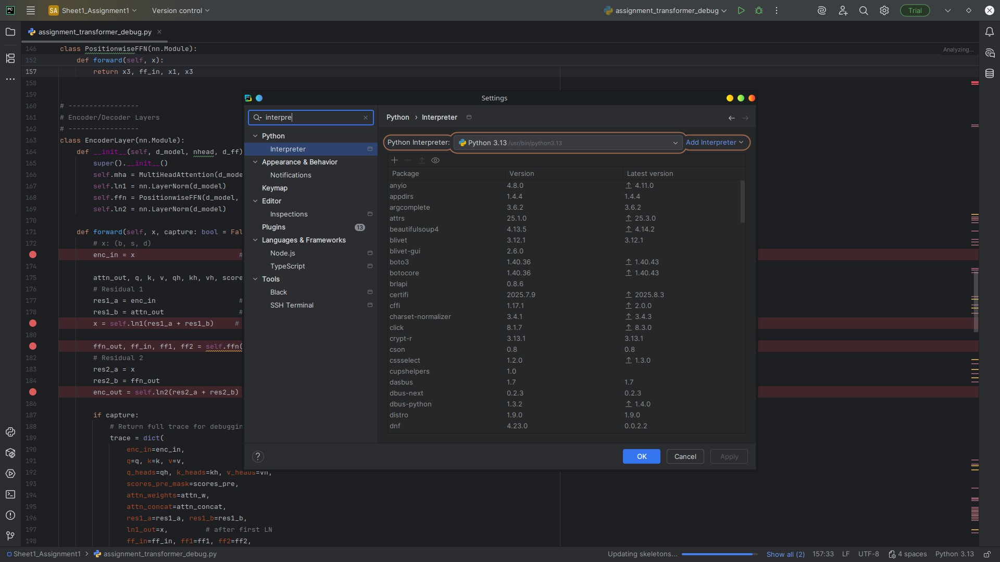 PC
SA Sheet1_Assignment1
Version control
assignment_transformer_debug
Trial
assignment_transformer_debug.py
Analyzing...
146 class PositionwiseFFN(nn.Module):
152 def forward(self, x):
157 return x3, ff_in, x1, x3
158
159
160 # -----------------
161 # Encoder/Decoder Layers
162 # -----------------
163 class EncoderLayer(nn.Module):
164 def __init__(self, d_model, nhead, d_ff)
165 super().__init__()
166 self.mha = MultiHeadAttention(d_mode
167 self.ln1 = nn.LayerNorm(d_model)
168 self.ffn = PositionwiseFFN(d_model,
169 self.ln2 = nn.LayerNorm(d_model)
170
171 def forward(self, x, capture: bool = Fal
172 # x: (b, s, d)
enc_in = x #
174
175 attn_out, q, k, v, qh, kh, vh, score
176 # Residual 1
177 res1_a = enc_in #
178 res1_b = attn_out #
x = self.ln1(res1_a + res1_b) #
180
ffn_out, ff_in, ff1, ff2 = self.ffn(
182 # Residual 2
183 res2_a = x
184 res2_b = ffn_out
enc_out = self.ln2(res2_a + res2_b)
186
187 if capture:
188 # Return full trace for debuggin
189 trace = dict(
190 enc_in=enc_in,
191 q=q, k=k, v=v,
192 q_heads=qh, k_heads=kh, v_heads=vh,
193 scores_pre_mask=scores_pre,
194 attn_weights=attn_w,
195 attn_concat=attn_concat,
196 res1_a=res1_a, res1_b=res1_b,
197 ln1_out=x, # after first LN
198 ff_in=ff_in, ff1=ff1, ff2=ff2,
Settings
interpre
Python
Interpreter
Appearance & Behavior
Notifications
Keymap
Editor
Inspections
Plugins 13
Languages & Frameworks
Node.js
TypeScript
Tools
Black
SSH Terminal
Python › Interpreter
Python Interpreter: Python 3.13 /usr/bin/python3.13 Add Interpreter
Package Version Latest version
anyio 4.8.0 4.11.0
appdirs 1.4.4 1.4.4
argcomplete 3.6.2 3.6.2
attrs 25.1.0 25.3.0
beautifulsoup4 4.13.5 4.14.2
blivet 3.12.1 3.12.1
blivet-gui 2.6.0
boto3 1.40.36 1.40.43
botocore 1.40.36 1.40.43
brlapi 0.8.6
certifi 2025.7.9 2025.8.3
cffi 1.17.1 2.0.0
charset-normalizer 3.4.1 3.4.3
click 8.1.7 8.3.0
crypt-r 3.13.1 3.13.1
cson 0.8 0.8
cssselect 1.2.0 1.3.0
cupshelpers 1.0
dasbus 1.7 1.7
dbus-next 0.2.3 0.2.3
dbus-python 1.3.2 1.4.0
distro 1.9.0 1.9.0
dnf 4.23.0 0.0.2.2
?
OK
Cancel
Apply
Sheet1_Assignment1 > assignment_transformer_debug.py
Updating skeletons...
Show all (2)
157:33
LF
UTF-8
4 spaces
Python 3.13